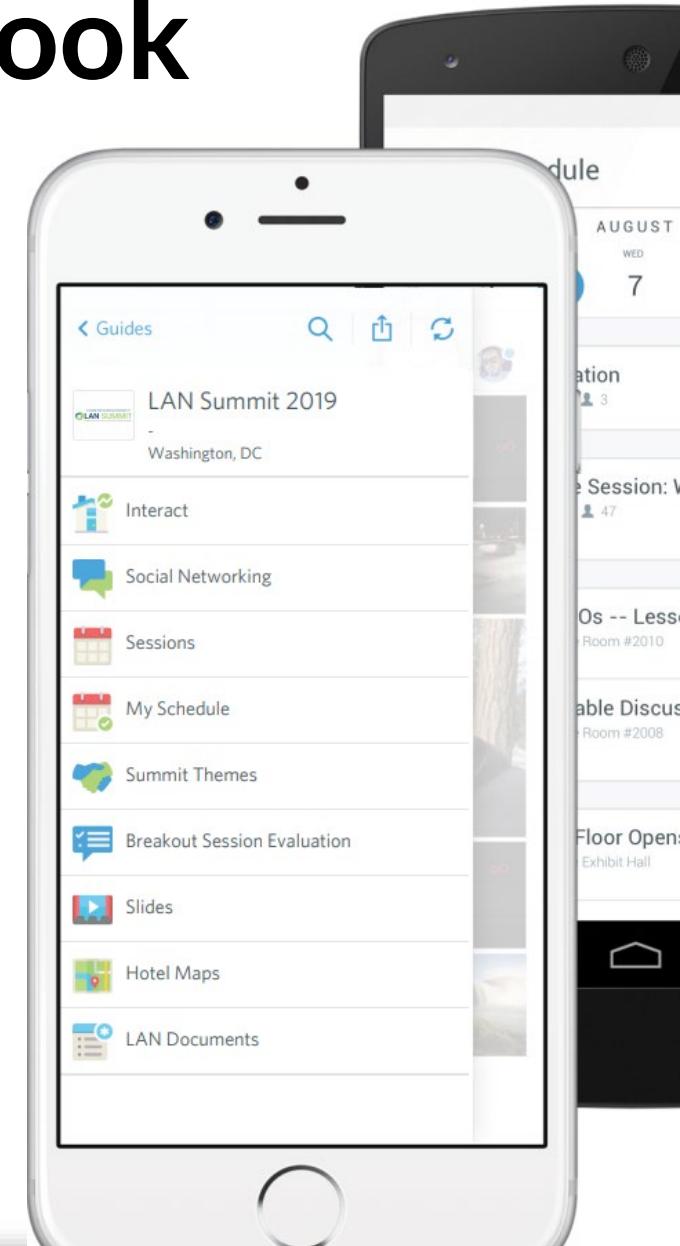 ook
< Guides
LAN SUMMIT
LAN Summit 2019
-
Washington, DC
Interact
Social Networking
Sessions
My Schedule
Summit Themes
Breakout Session Evaluation
Slides
Hotel Maps
LAN Documents
dule
AUGUST
WED
7
ation
3
e Session: W
47
Os -- Less
Room #2010
able Discus
Room #2008
Floor Opens
Exhibit Hall